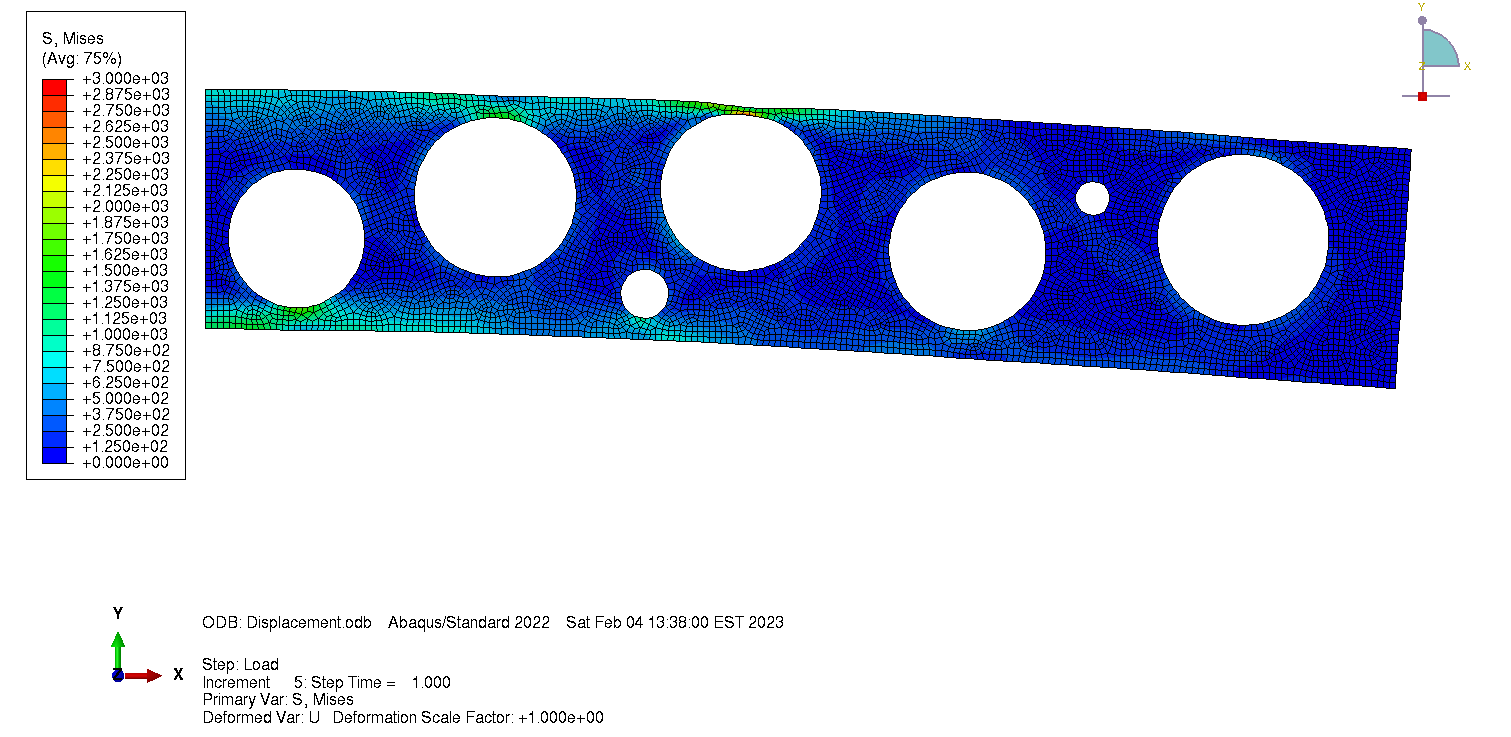 S, Mises
(Avg: 75%)
+3.000e+03
+2.875e+03
+2.750e+03
+2.625e+03
+2.500e+03
+2.375e+03
+2.250e+03
+2.125e+03
+2.000e+03
+1.875e+03
+1.750e+03
+1.625e+03
+1.500e+03
+1.375e+03
+1.250e+03
+1.125e+03
+1.000e+03
+8.750e+02
+7.500e+02
+6.250e+02
+5.000e+02
+3.750e+02
+2.500e+02
+1.250e+02
+0.000e+00
Y
Z X
Y
Z X
ODB: Displacement.odb Abaqus/Standard 2022 Sat Feb 04 13:38:00 EST 2023
Step: Load
Increment 5: Step Time = 1.000
Primary Var: S, Mises
Deformed Var: U Deformation Scale Factor: +1.000e+00